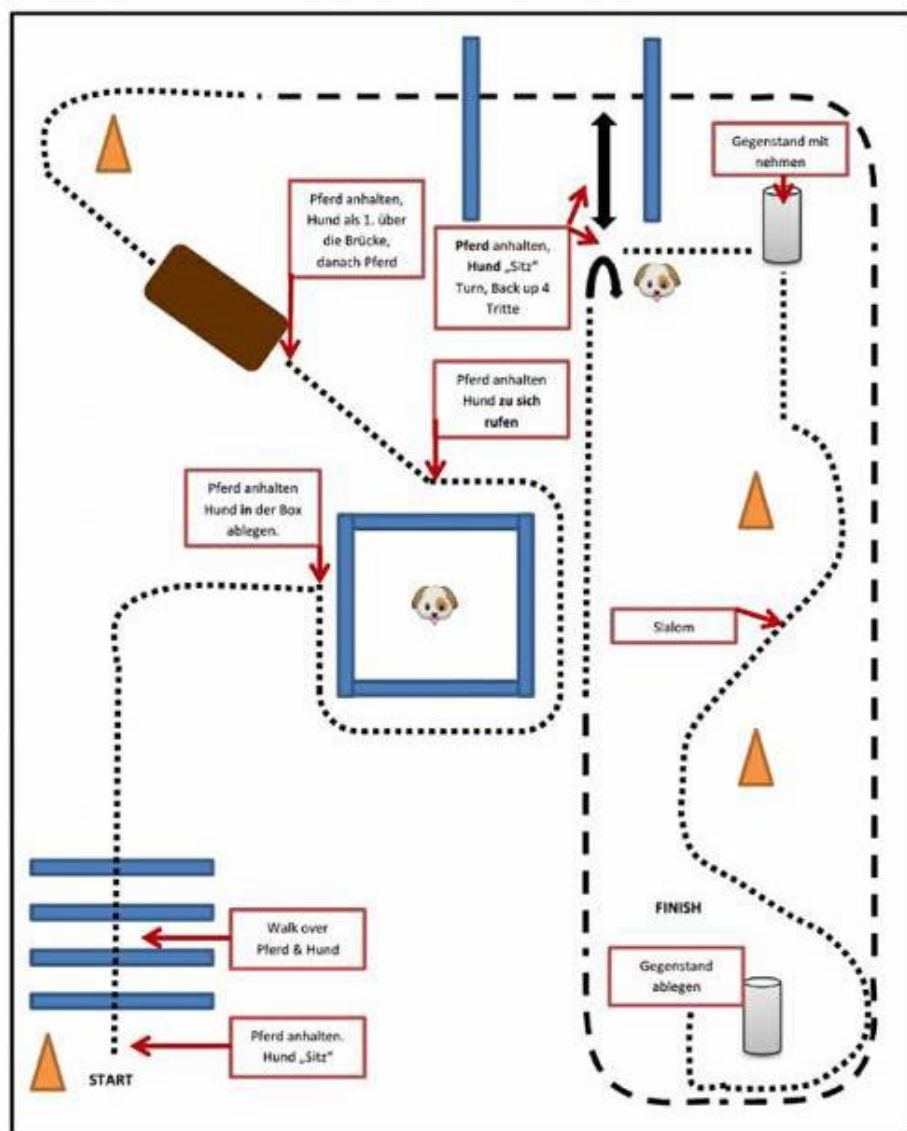 Gegenstand mit
nehmen
Pferd anhalten,
Hund als 1. über
die Brücke,
danach Pferd
Pferd anhalten,
Hund „Sitz“
Turn, Back up 4
Tritte
Pferd anhalten
Hund zu sich
rufen
Pferd anhalten
Hund in der Box
ablegen.
Slalom
FINISH
Walk over
Pferd & Hund
Gegenstand
ablegen
Pferd anhalten.
Hund „Sitz“
START